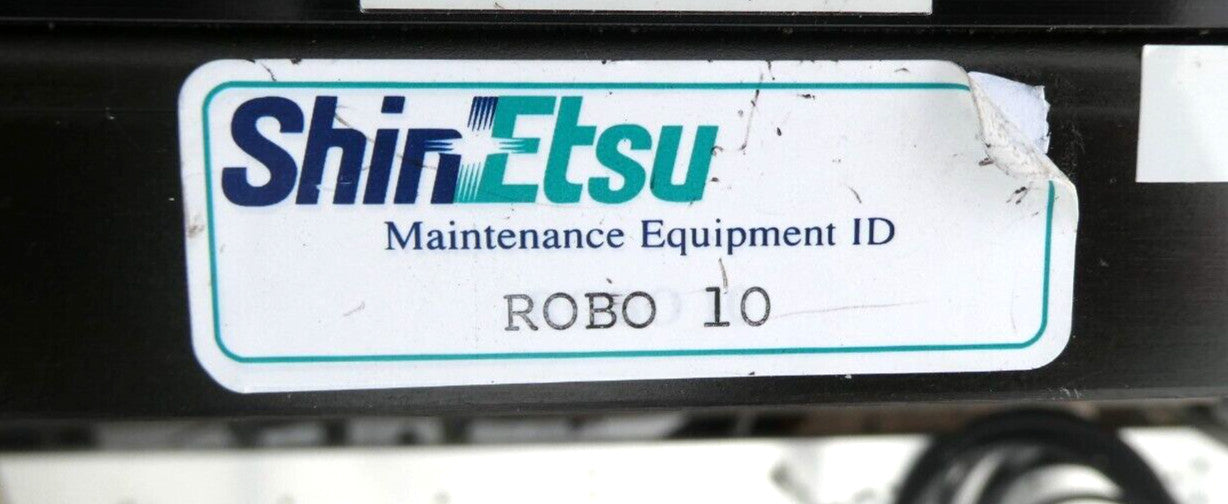 ShinEtsu
Maintenance Equipment ID
ROBO 10